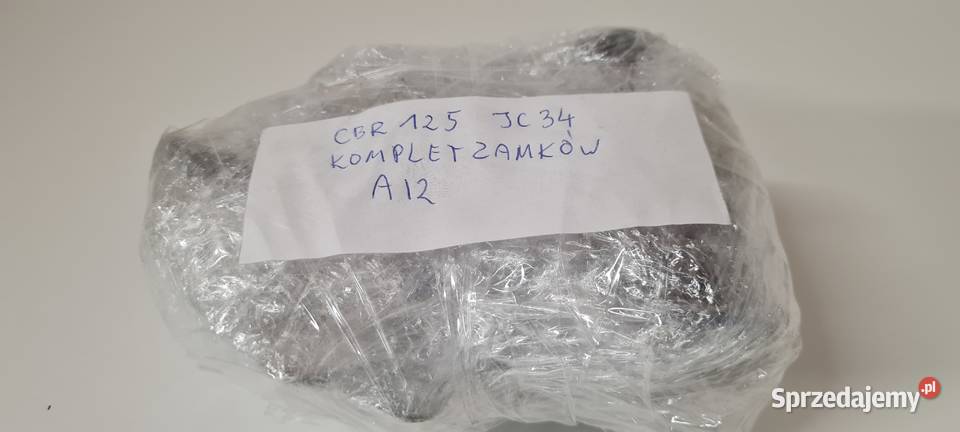 CBR 125 JC34
KOMPLET ZAMKÓW
A12
Sprzedajemy.pl